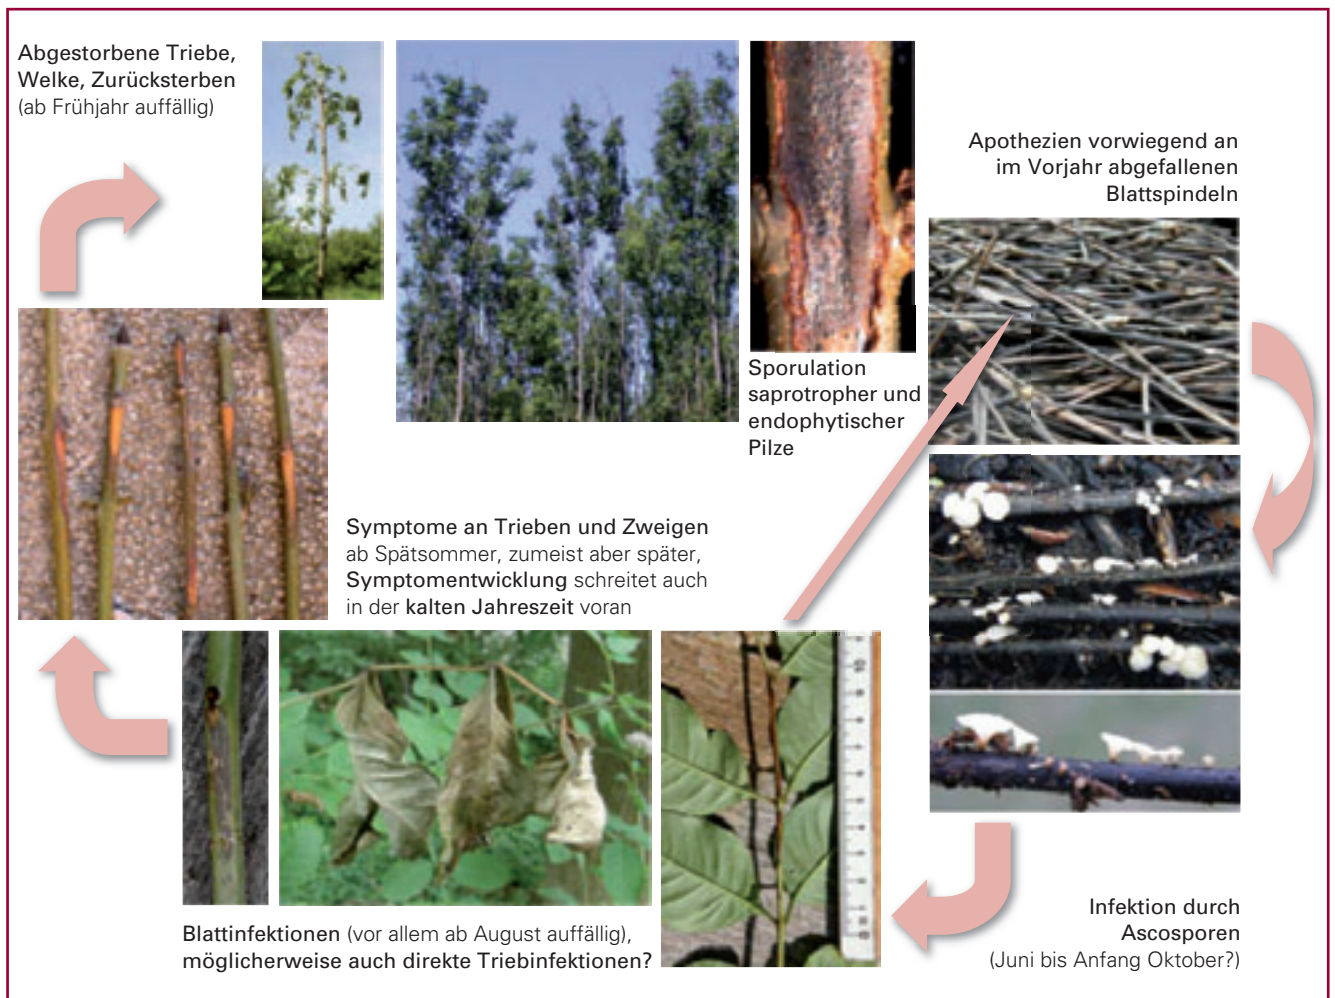 Abgestorbene Triebe,
Welke, Zurücksterben
(ab Frühjahr auffällig)
Apothezien vorwiegend an
im Vorjahr abgefallenen
Blattspindeln
Sporulation
saprotropher und
endophytischer
Pilze
Symptome an Trieben und Zweigen
ab Spätsommer, zumeist aber später,
Symptomentwicklung schreitet auch
in der kalten Jahreszeit voran
Blattinfektionen (vor allem ab August auffällig),
möglicherweise auch direkte Triebinfektionen?
Infektion durch
Ascosporen
(Juni bis Anfang Oktober?)